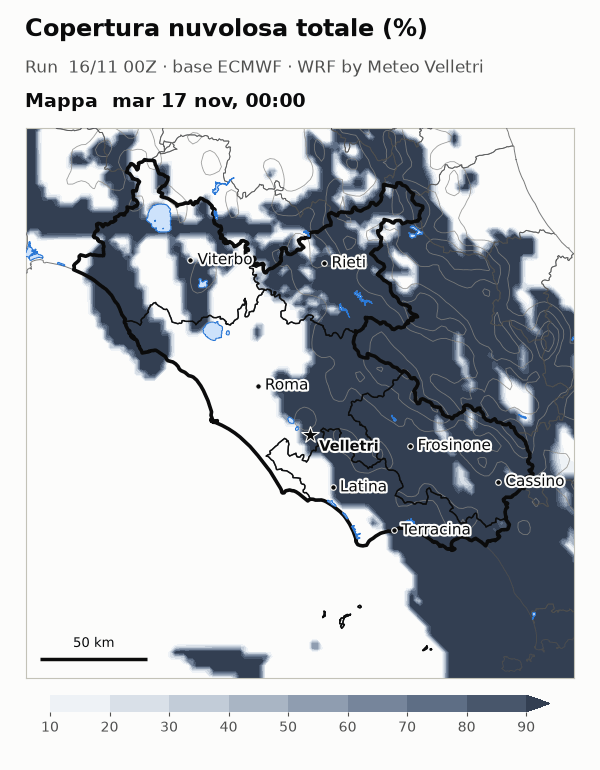 Copertura nuvolosa totale (%)
Run 16/11 00Z · base ECMWF · WRF by Meteo Velletri
Mappa mar 17 nov, 00:00
Viterbo
Rieti
Roma
Velletri
Frosinone
Latina
Cassino
Terracina
50 km
10 20 30 40 50 60 70 80 90